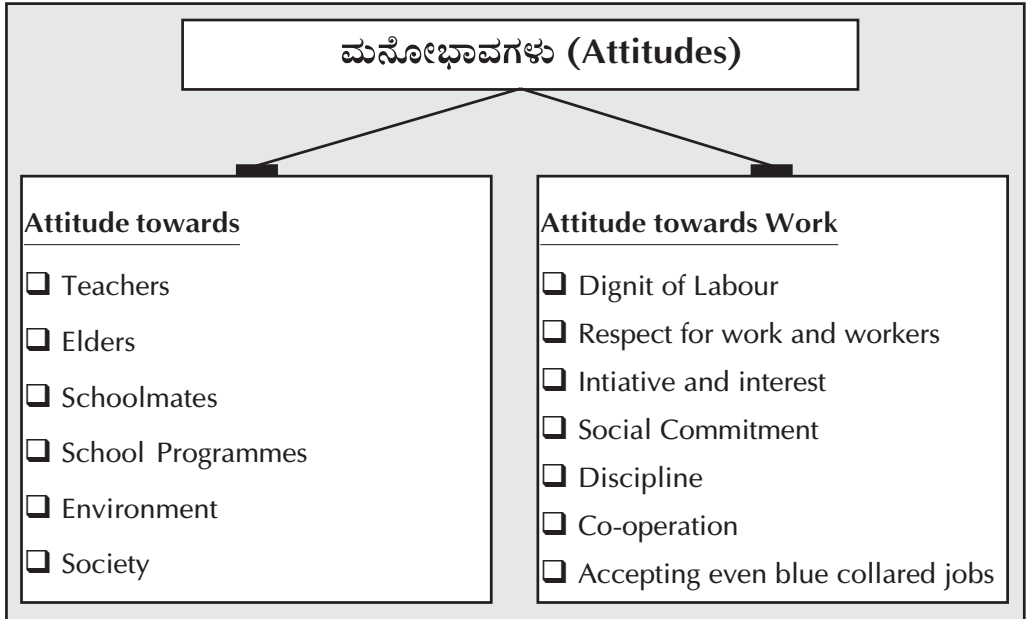 ಮನೋಭಾವಗಳು (Attitudes)
Attitude towards
❑ Teachers
❑ Elders
❑ Schoolmates
❑ School Programmes
❑ Environment
❑ Society
Attitude towards Work
❑ Dignit of Labour
❑ Respect for work and workers
❑ Intiative and interest
❑ Social Commitment
❑ Discipline
❑ Co-operation
❑ Accepting even blue collared jobs